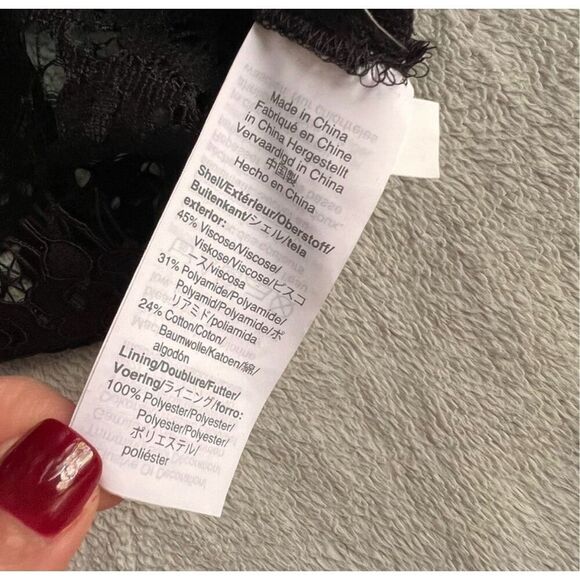 Made in China
Fabriqué en Chine
in China Hergestellt
Vervaardigd in China
中国製
Hecho en China
Shell/Extérieur/Oberstoff/
Buitenkant/シェル/tela
exterior:
45% Viscose/Viscose/
Viskose/Viscose/ビスコ
ース/viscosa
31% Polyamide/Polyamide/
Polyamid/Polyamide/ポ
リアミド/poliamida
24% Cotton/Coton/
Baumwolle/Katoen/綿/
algodón
Lining/Doublure/Futter/
Voering/ライニング/forro:
100% Polyester/Polyester/
Polyester/Polyester/
ポリエステル/
poliéster